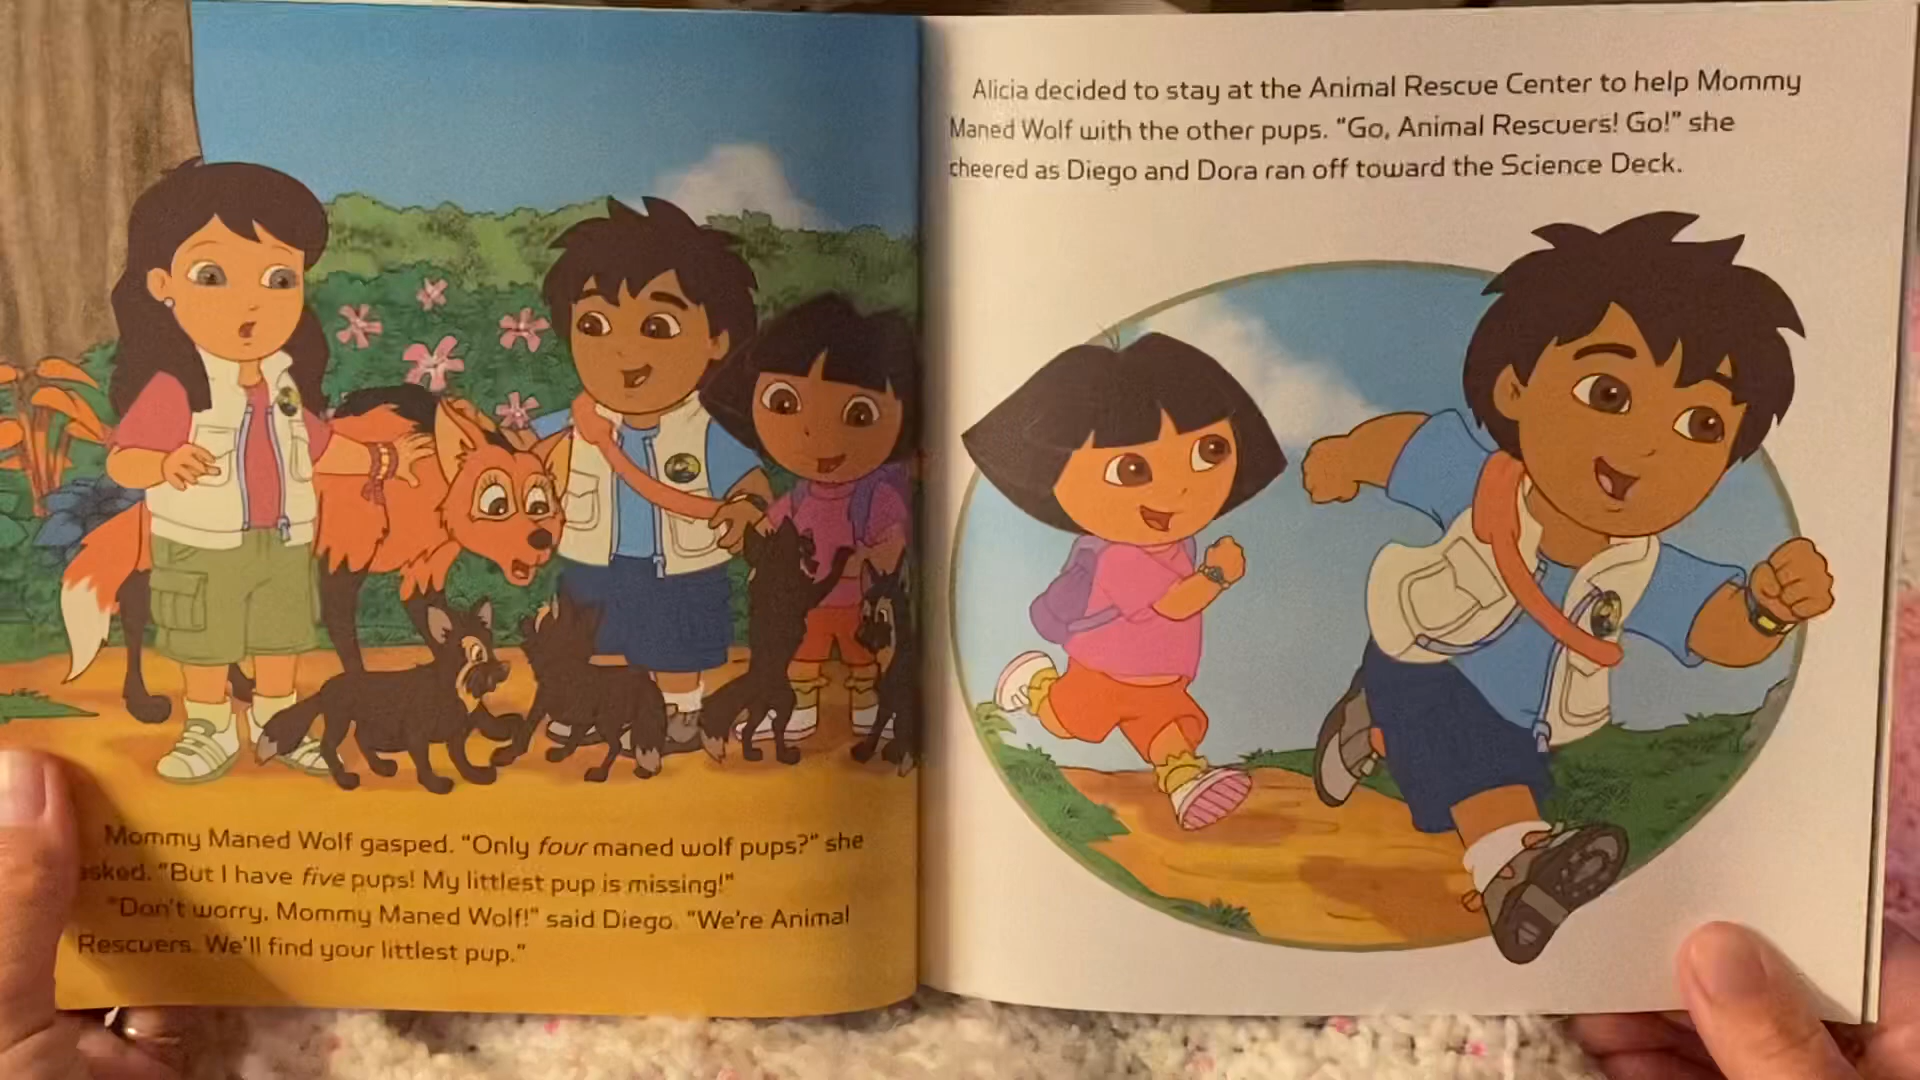 Mommy Maned Wolf gasped. "Only four maned wolf pups?" she
asked. "But I have five pups! My littlest pup is missing!"
"Don't worry, Mommy Maned Wolf!" said Diego. "We're Animal
Rescuers. We'll find your littlest pup."
Alicia decided to stay at the Animal Rescue Center to help Mommy
Maned Wolf with the other pups. "Go, Animal Rescuers! Go!" she
cheered as Diego and Dora ran off toward the Science Deck.